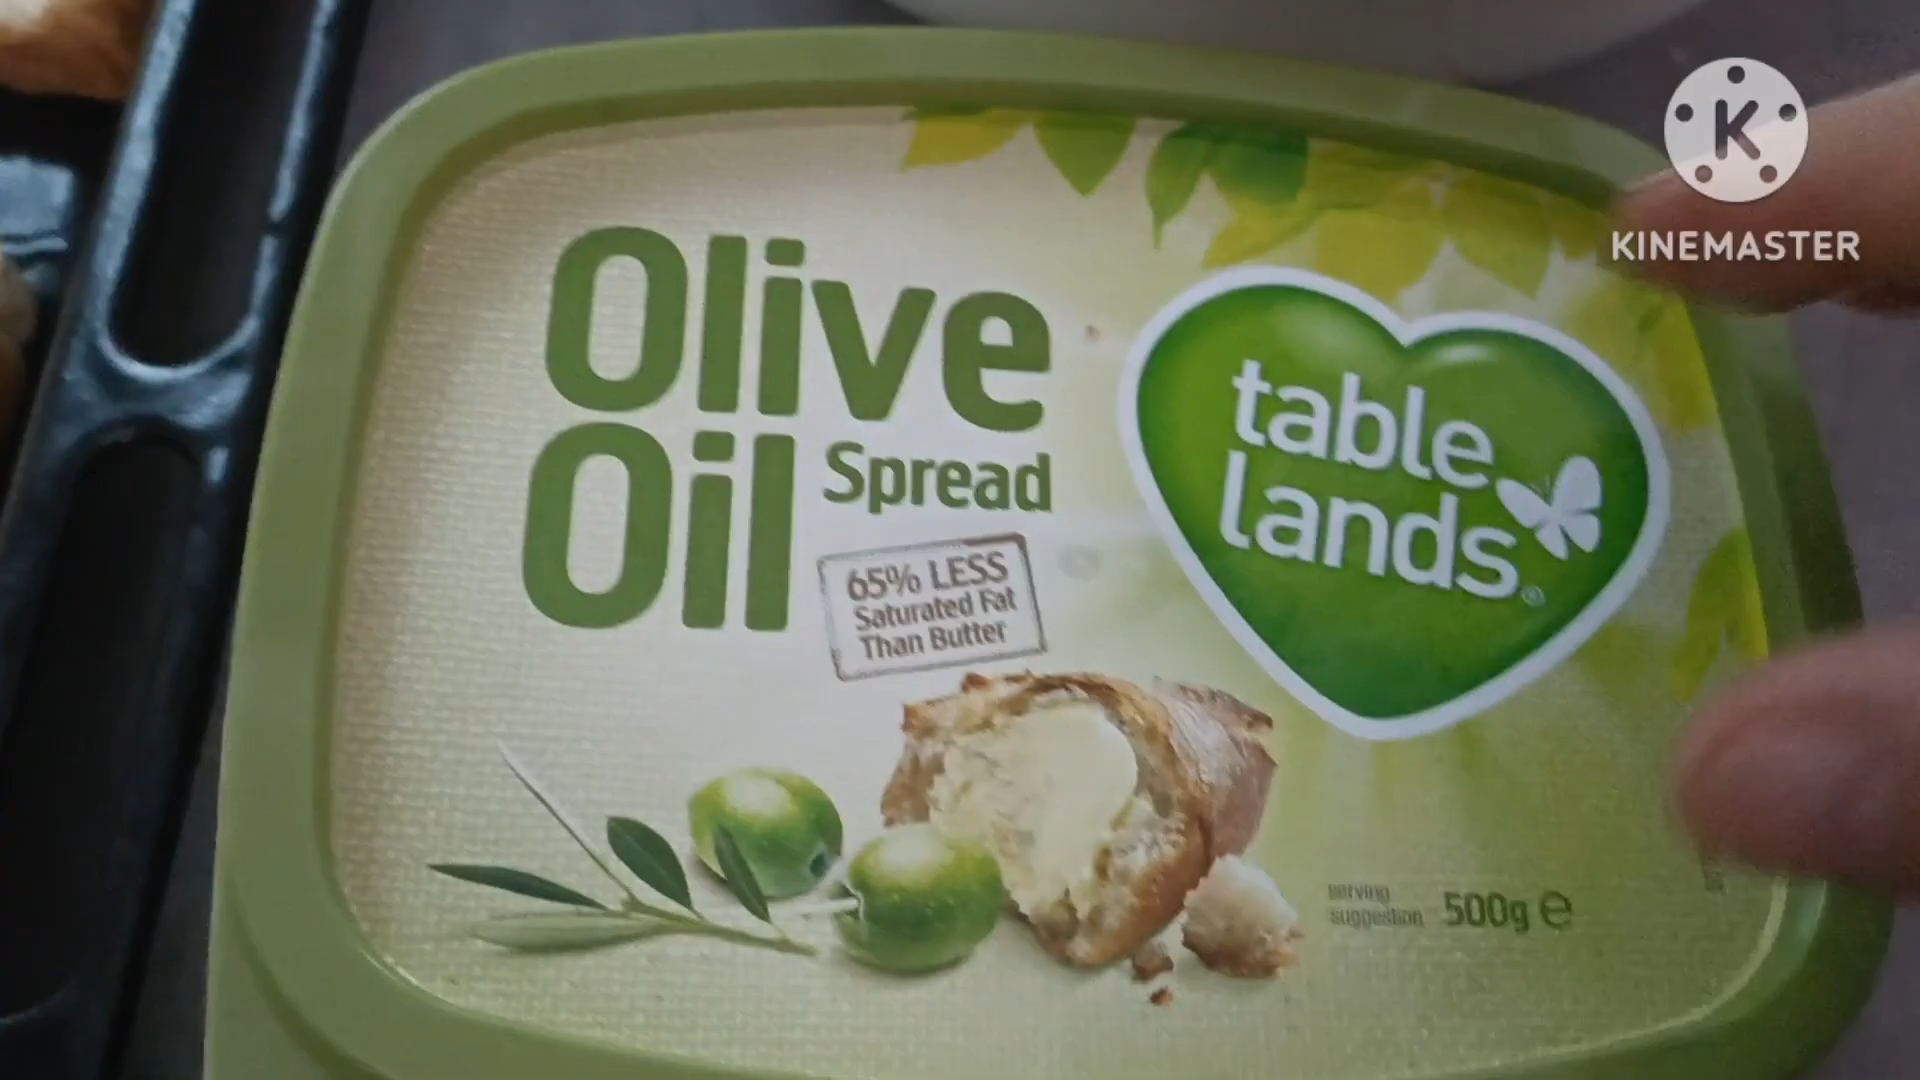 Olive
Oil Spread
65% LESS
Saturated Fat
Than Butter
table
lands®
serving
suggestion 500g ℮
K
KINEMASTER